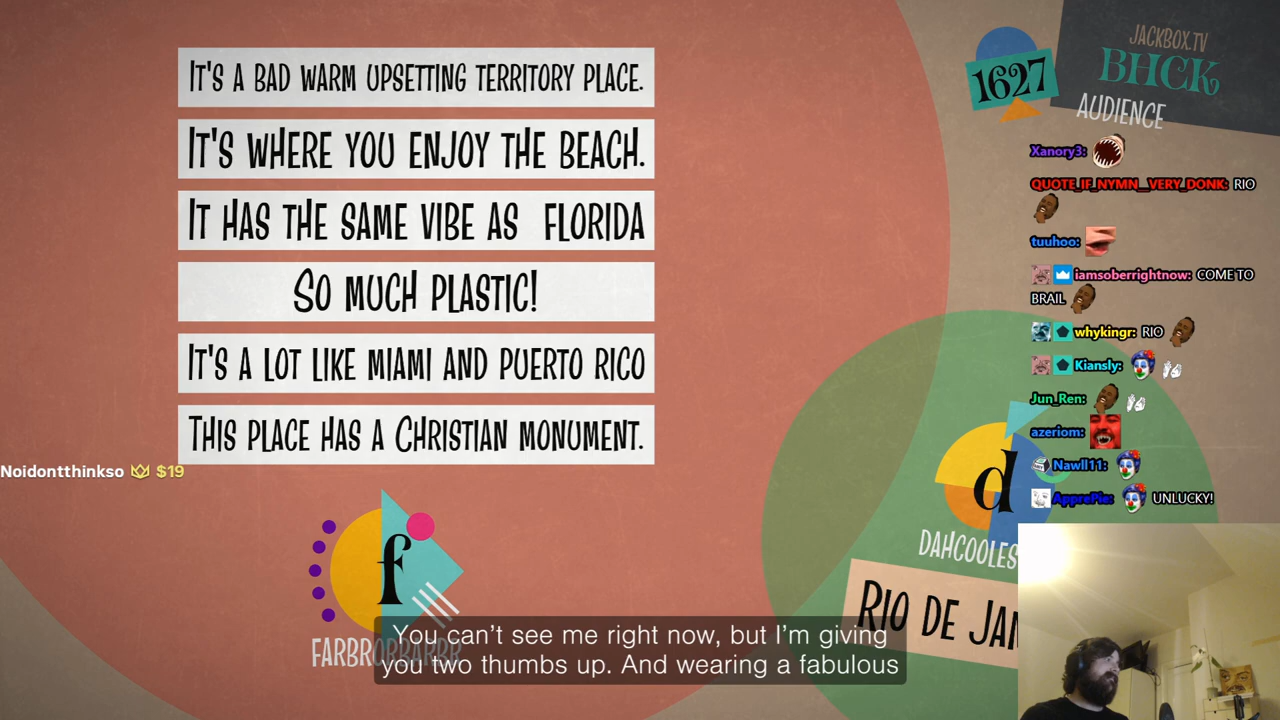 It's a bad warm upsetting territory place.
It's where you enjoy the beach.
It has the same vibe as  Florida
So much plastic!
It's a lot like Miami and Puerto Rico
This place has a Christian monument.
Noidontthinkso $19
f
FARBRORBARBR
You can't see me right now, but I'm giving
you two thumbs up. And wearing a fabulous
d
DAHCOOLES
RIO DE JAN
1627
JACKBOX.TV
BHCK
AUDIENCE
Xanory3:
QUOTE_IF_NYMN__VERY_DONK: RIO
tuuhoo:
iamsoberrightnow: COME TO
BRAIL
whykingr: RIO
Kiansly:
Jun_Ren:
azeriom:
Nawll11:
ApprePie: UNLUCKY!